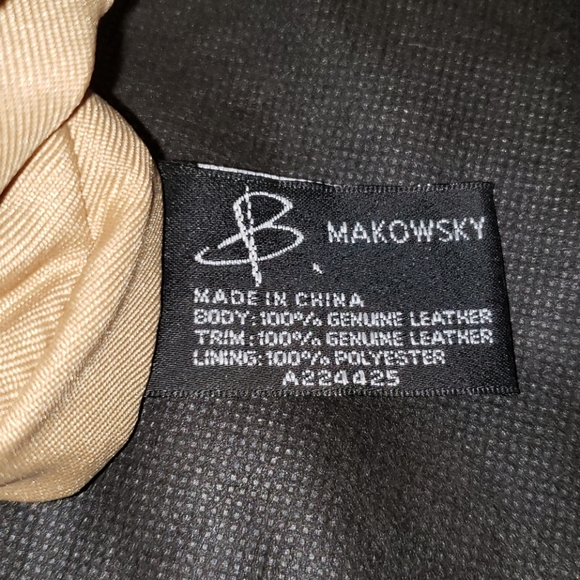 B. MAKOWSKY
MADE IN CHINA
BODY: 100% GENUINE LEATHER
TRIM: 100% GENUINE LEATHER
LINING: 100% POLYESTER
A224425